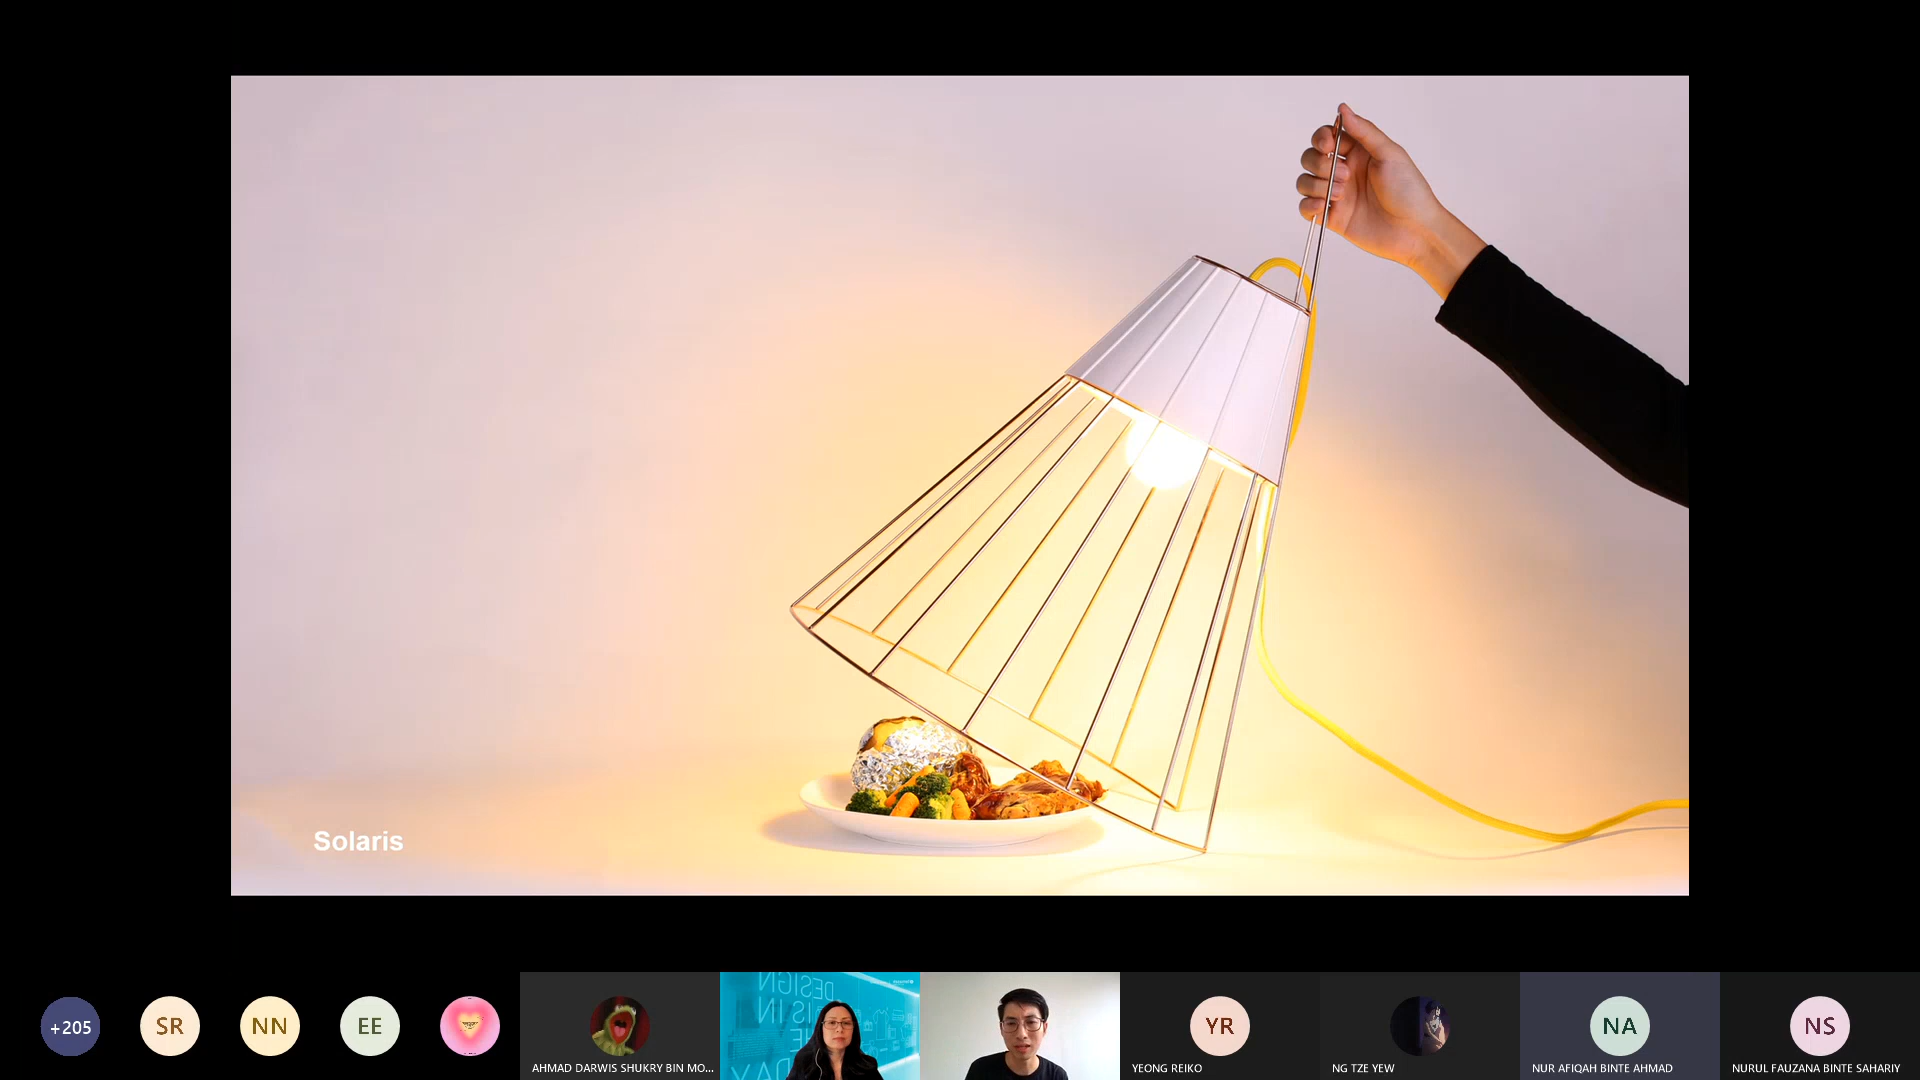 Solaris
+205
SR
NN
EE
AHMAD DARWIS SHUKRY BIN MO...
DESIGN
YR
YEONG REIKO
NG TZE YEW
NA
NUR AFIQAH BINTE AHMAD
NS
NURUL FAUZANA BINTE SAHARIY